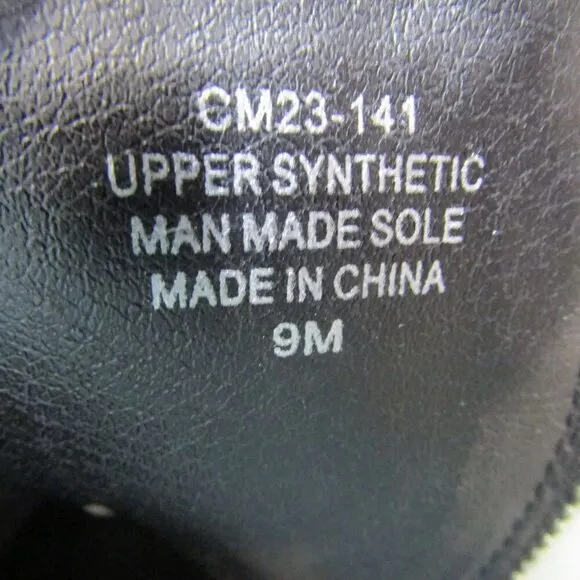 CM23-141
UPPER SYNTHETIC
MAN MADE SOLE
MADE IN CHINA
9M